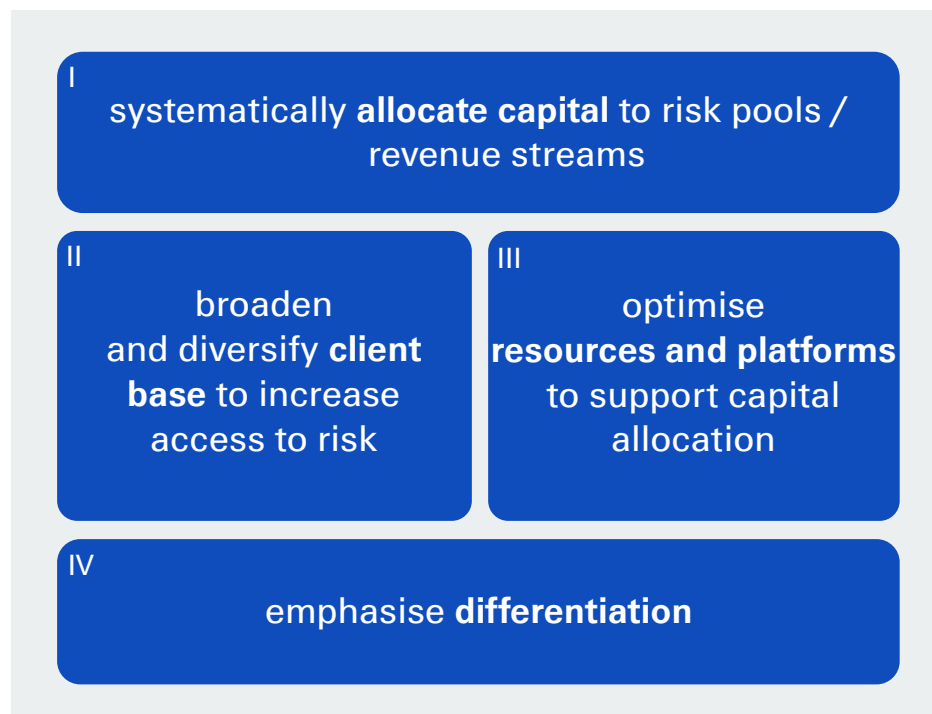 I
systematically allocate capital to risk pools /
revenue streams
II
broaden
and diversify client
base to increase
access to risk
III
optimise
resources and platforms
to support capital
allocation
IV
emphasise differentiation